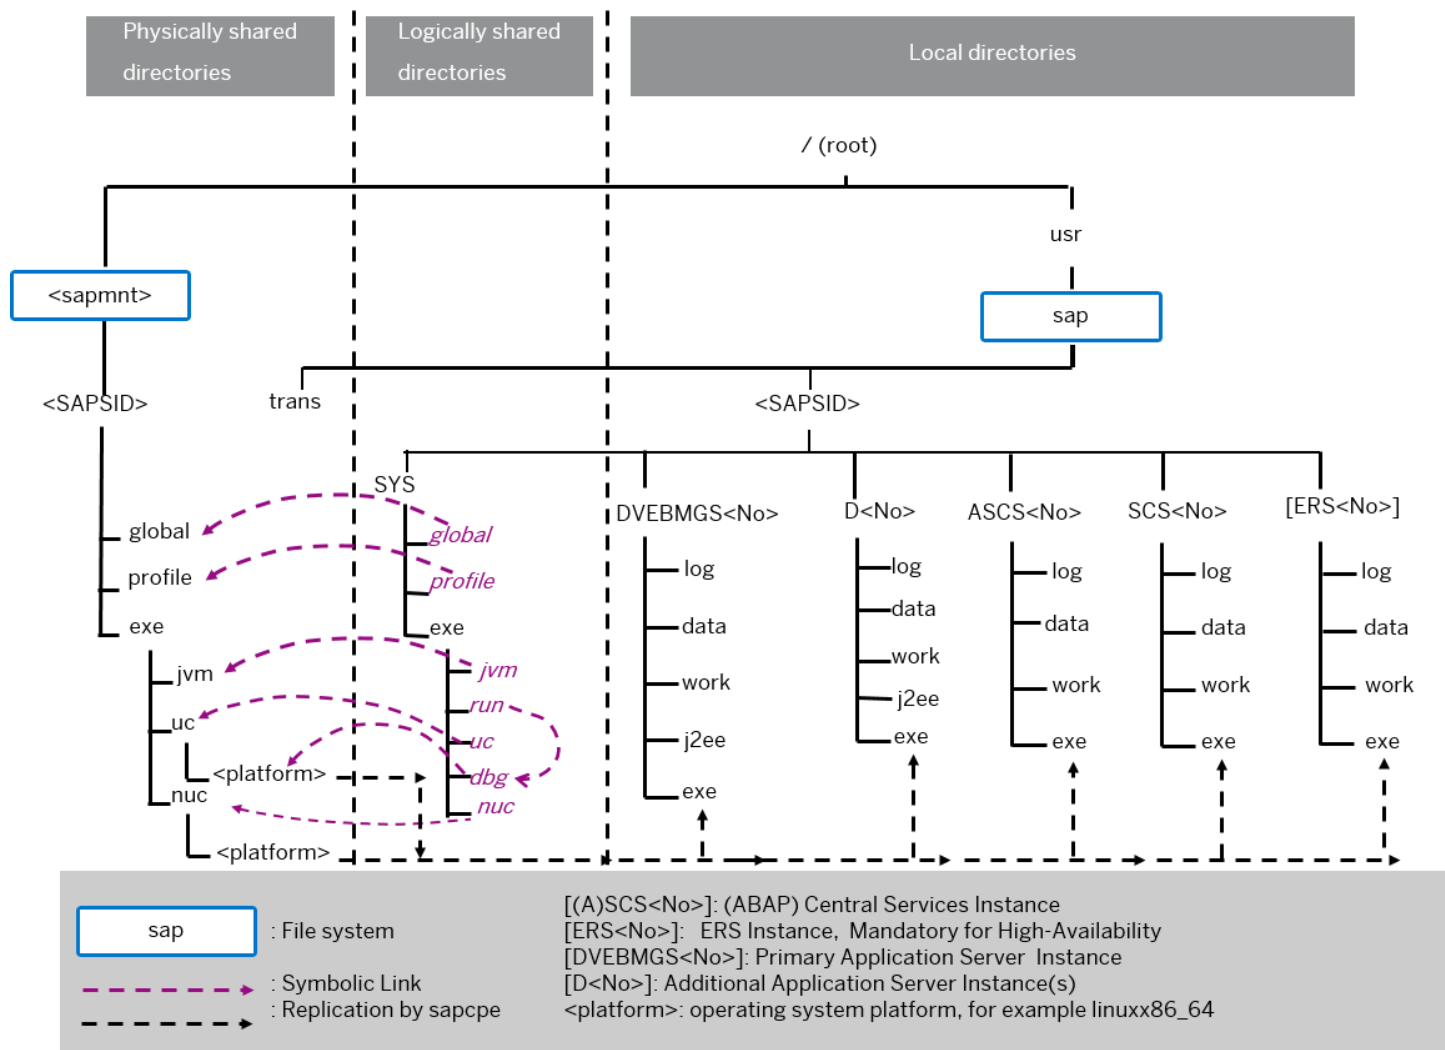 Physically shared
directories
Logically shared
directories
Local directories
/ (root)
usr
<sapmnt>
sap
<SAPSID>
trans
<SAPSID>
SYS
DVEBMGS<No>
D<No>
ASCS<No>
SCS<No>
[ERS<No>]
global
profile
exe
jvm
uc
<platform>
nuc
<platform>
global
profile
exe
jvm
run
uc
dbg
nuc
log
data
work
j2ee
exe
log
data
work
j2ee
exe
log
data
work
exe
log
data
work
exe
log
data
work
exe
sap
: File system
: Symbolic Link
: Replication by sapcpe
[(A)SCS<No>]: (ABAP) Central Services Instance
[ERS<No>]: ERS Instance, Mandatory for High-Availability
[DVEBMGS<No>]: Primary Application Server Instance
[D<No>]: Additional Application Server Instance(s)
<platform>: operating system platform, for example linuxx86_64